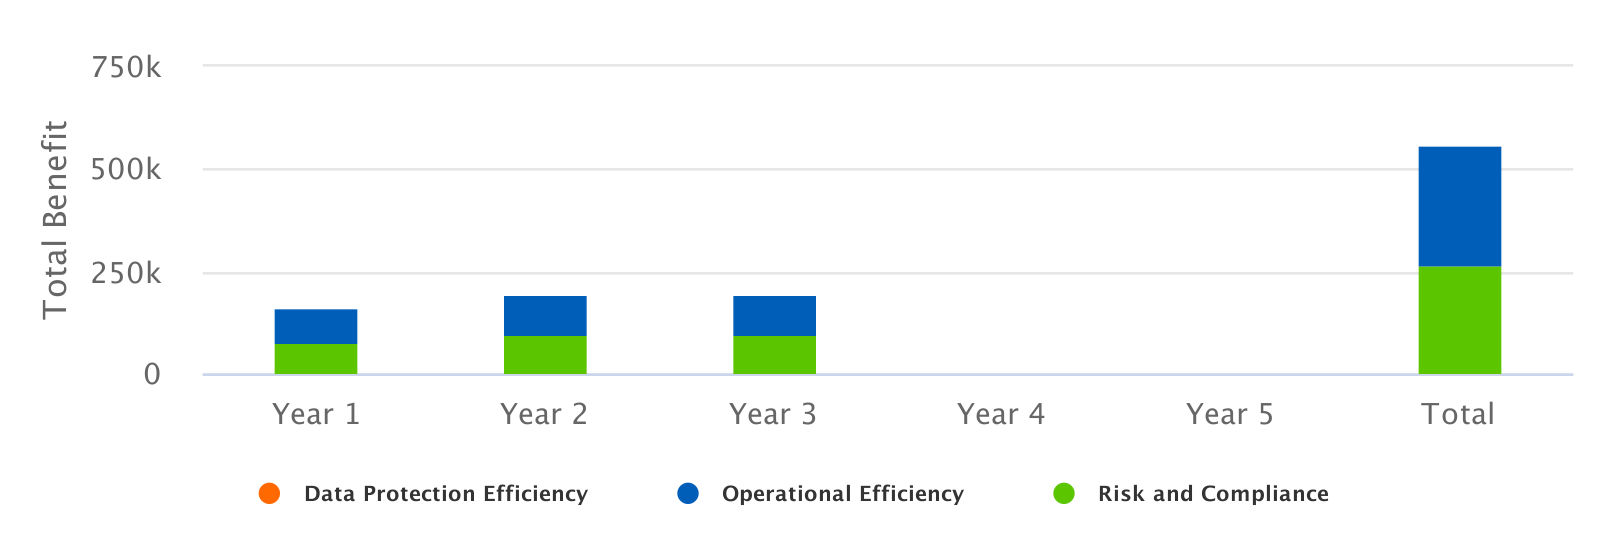 Total Benefit
750k
500k
250k
0
Year 1 Year 2 Year 3 Year 4 Year 5 Total
Data Protection Efficiency Operational Efficiency Risk and Compliance